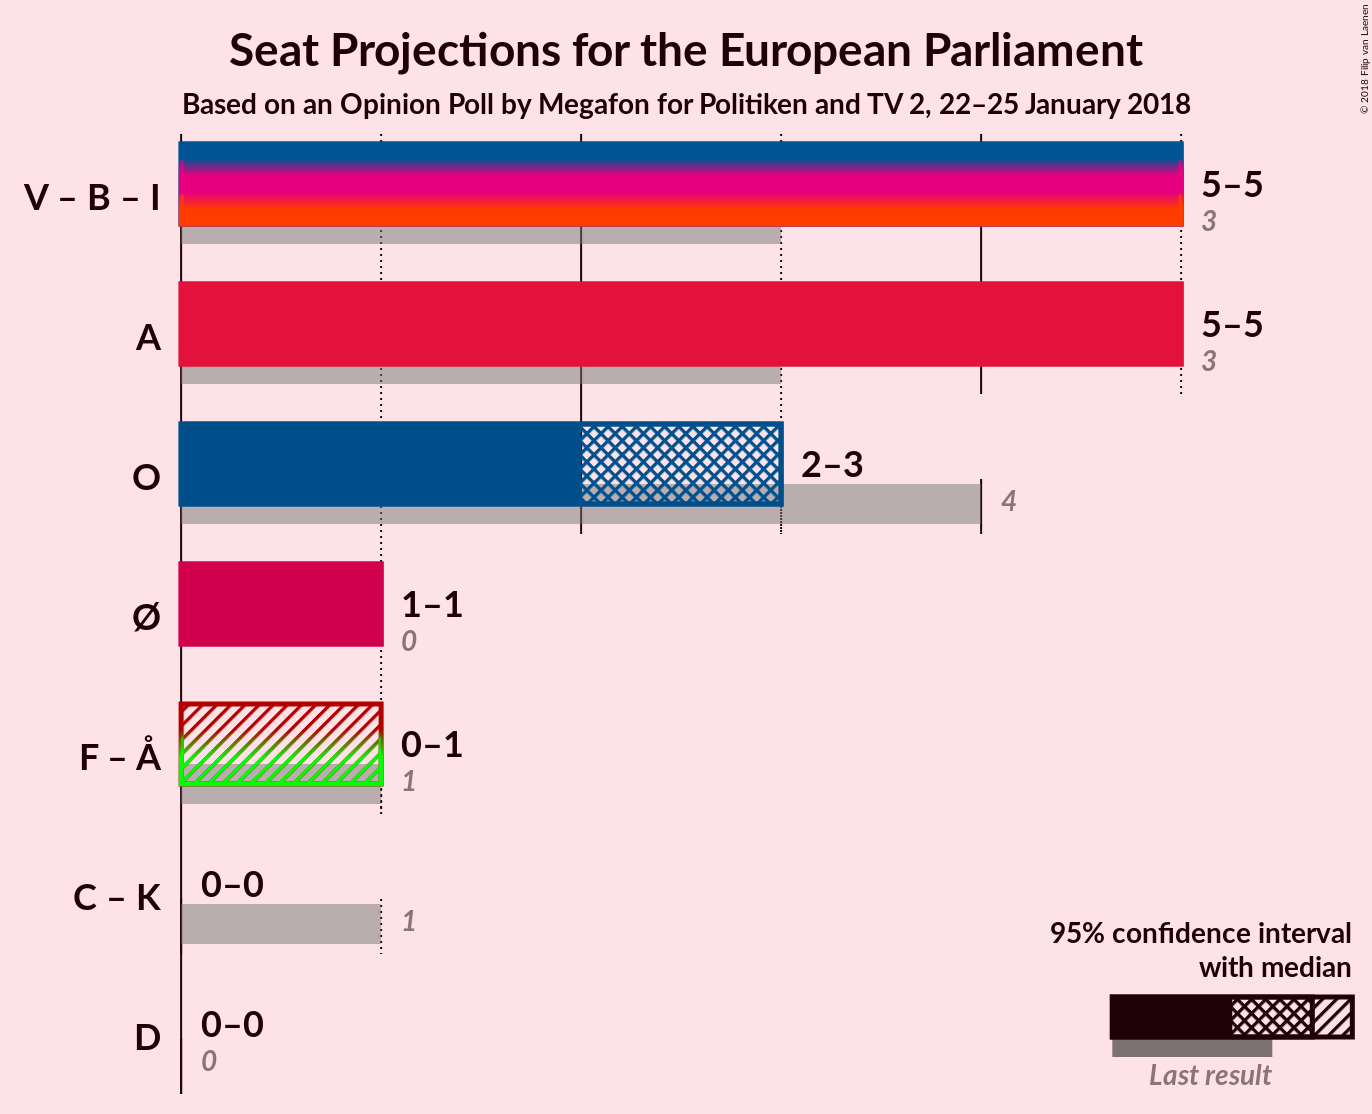 Seat Projections for the European Parliament
Based on an Opinion Poll by Megafon for Politiken and TV 2, 22–25 January 2018
© 2018 Filip van Laenen
V – B – I
5–5
3
A
5–5
3
O
2–3
4
Ø
1–1
0
F – Å
0–1
1
C – K
0–0
1
D
0–0
0
95% confidence interval
with median
Last result